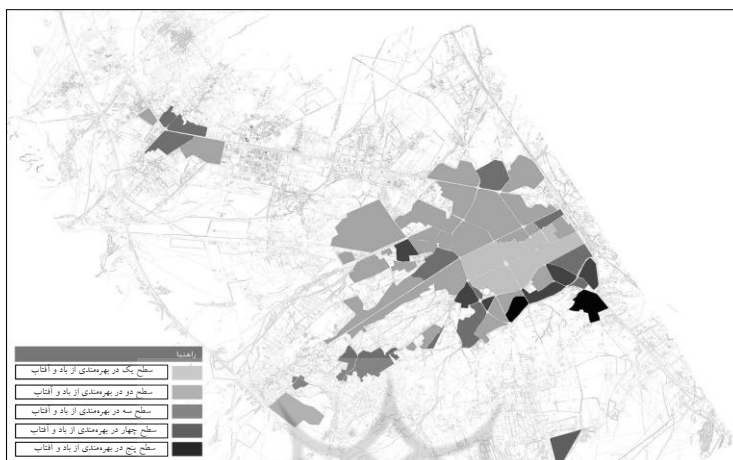 راهنما
سطح یک در بهره‌مندی از باد و آفتاب
سطح دو در بهره‌مندی از باد و آفتاب
سطح سه در بهره‌مندی از باد و آفتاب
سطح چهار در بهره‌مندی از باد و آفتاب
سطح پنج در بهره‌مندی از باد و آفتاب